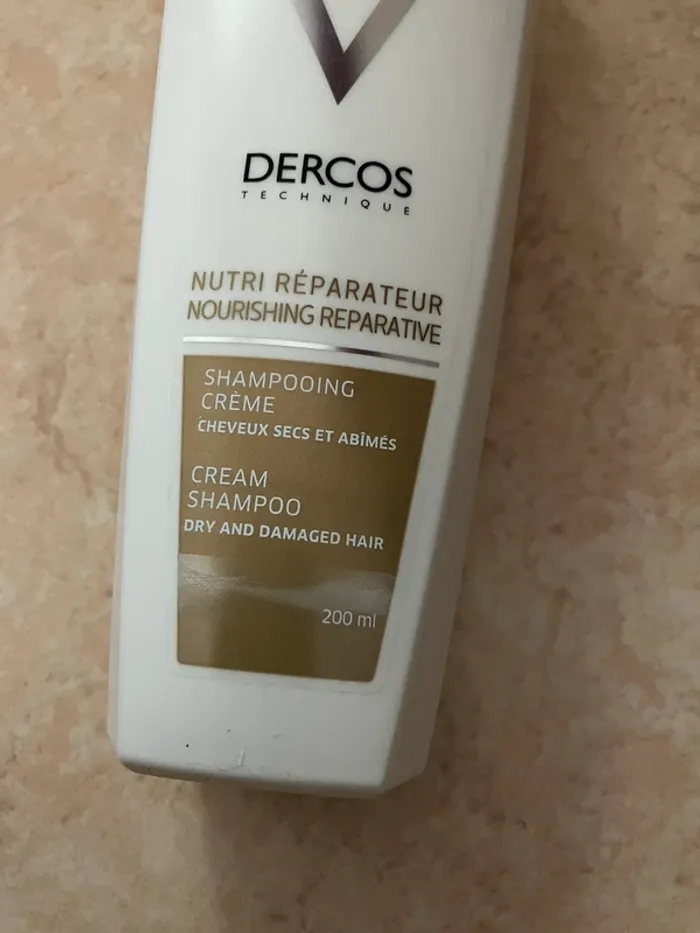 DERCOS
TECHNIQUE
NUTRI RÉPARATEUR
NOURISHING REPARATIVE
SHAMPOOING
CRÈME
CHEVEUX SECS ET ABÎMÉS
CREAM
SHAMPOO
DRY AND DAMAGED HAIR
200 ml